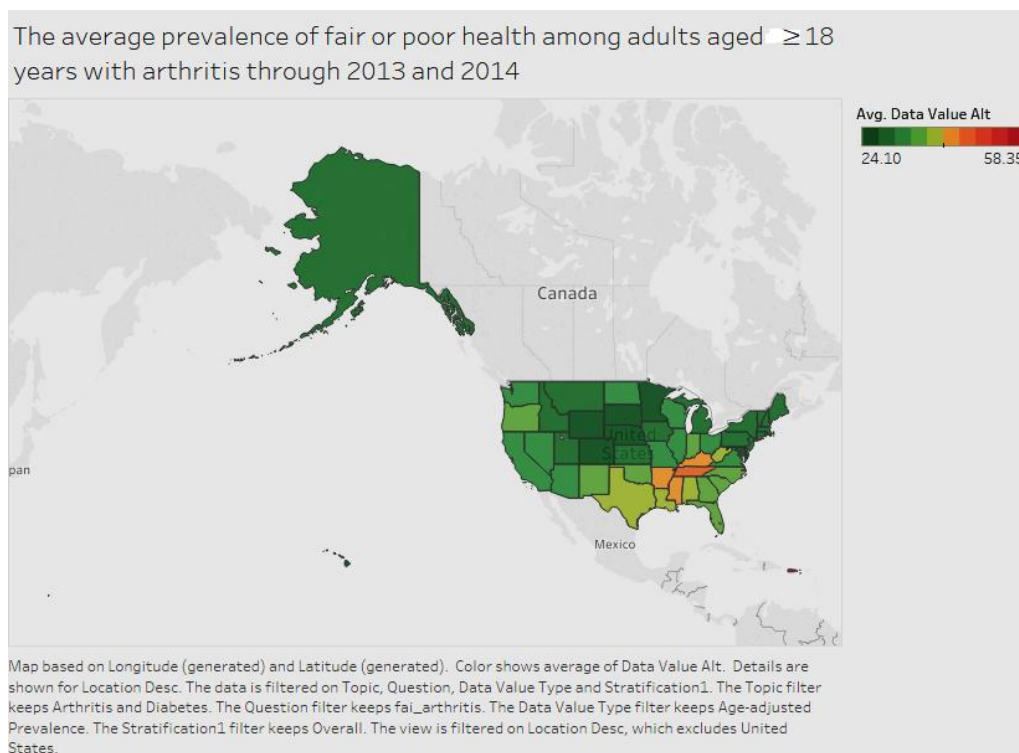 The average prevalence of fair or poor health among adults aged ≥18
years with arthritis through 2013 and 2014
Avg. Data Value Alt
24.10 58.35
Canada
United
States
pan
Mexico
Map based on Longitude (generated) and Latitude (generated). Color shows average of Data Value Alt. Details are
shown for Location Desc. The data is filtered on Topic, Question, Data Value Type and Stratification1. The Topic filter
keeps Arthritis and Diabetes. The Question filter keeps fai_arthritis. The Data Value Type filter keeps Age-adjusted
Prevalence. The Stratification1 filter keeps Overall. The view is filtered on Location Desc, which excludes United
States.